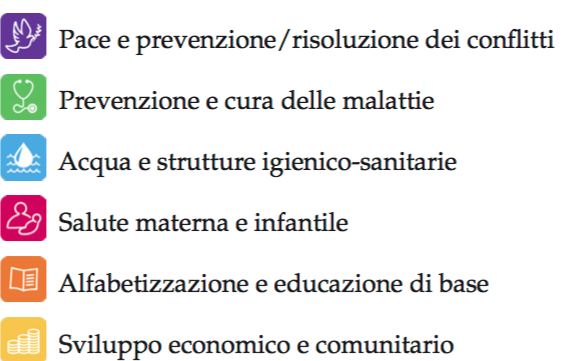 Pace e prevenzione/risoluzione dei conflitti
Prevenzione e cura delle malattie
Acqua e strutture igienico-sanitarie
Salute materna e infantile
Alfabetizzazione e educazione di base
Sviluppo economico e comunitario